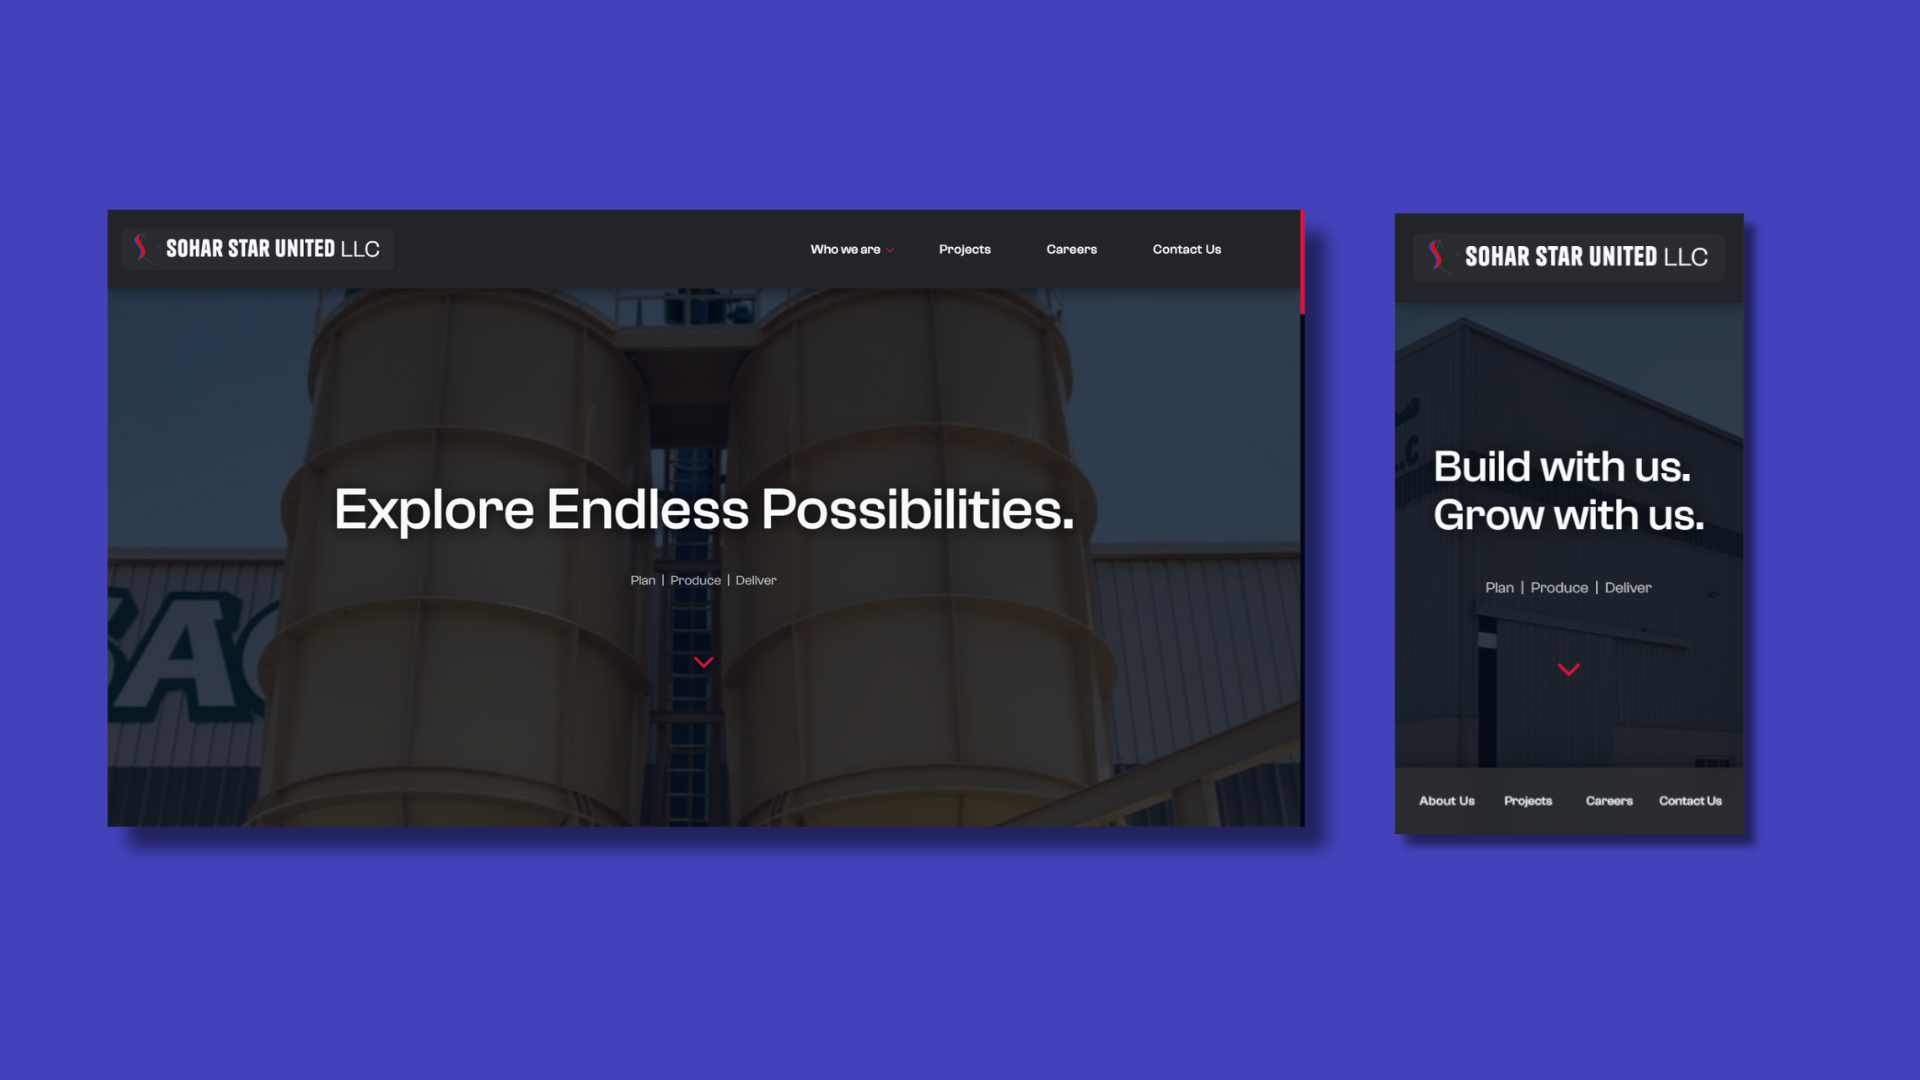 SOHAR STAR UNITED LLC
Who we are
Projects
Careers
Contact Us
Explore Endless Possibilities.
Plan | Produce | Deliver
SOHAR STAR UNITED LLC
Build with us.
Grow with us.
Plan | Produce | Deliver
About Us
Projects
Careers
Contact Us